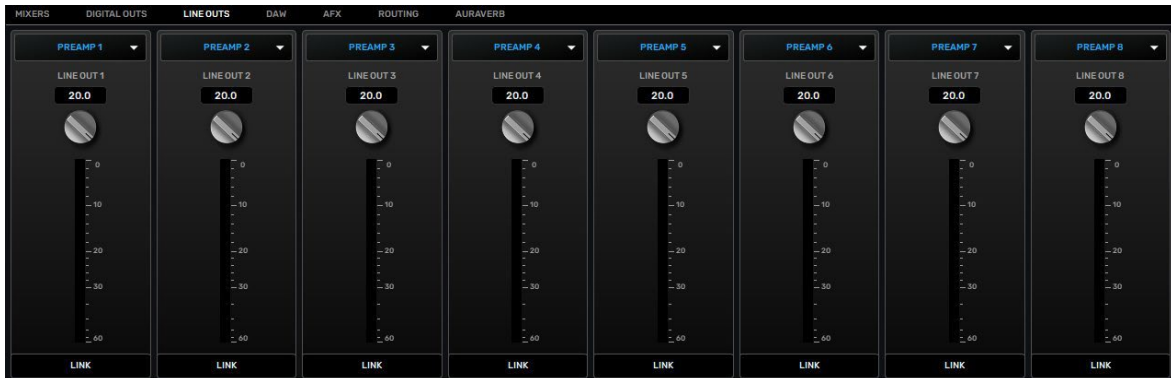 MIXERS DIGITAL OUTS LINE OUTS DAW AFX ROUTING AURAVERB
PREAMP 1 PREAMP 2 PREAMP 3 PREAMP 4 PREAMP 5 PREAMP 6 PREAMP 7 PREAMP 8
LINE OUT 1 LINE OUT 2 LINE OUT 3 LINE OUT 4 LINE OUT 5 LINE OUT 6 LINE OUT 7 LINE OUT 8
20.0 20.0 20.0 20.0 20.0 20.0 20.0 20.0
0 0 0 0 0 0 0 0
10 10 10 10 10 10 10 10
20 20 20 20 20 20 20 20
30 30 30 30 30 30 30 30
60 60 60 60 60 60 60 60
LINK LINK LINK LINK LINK LINK LINK LINK